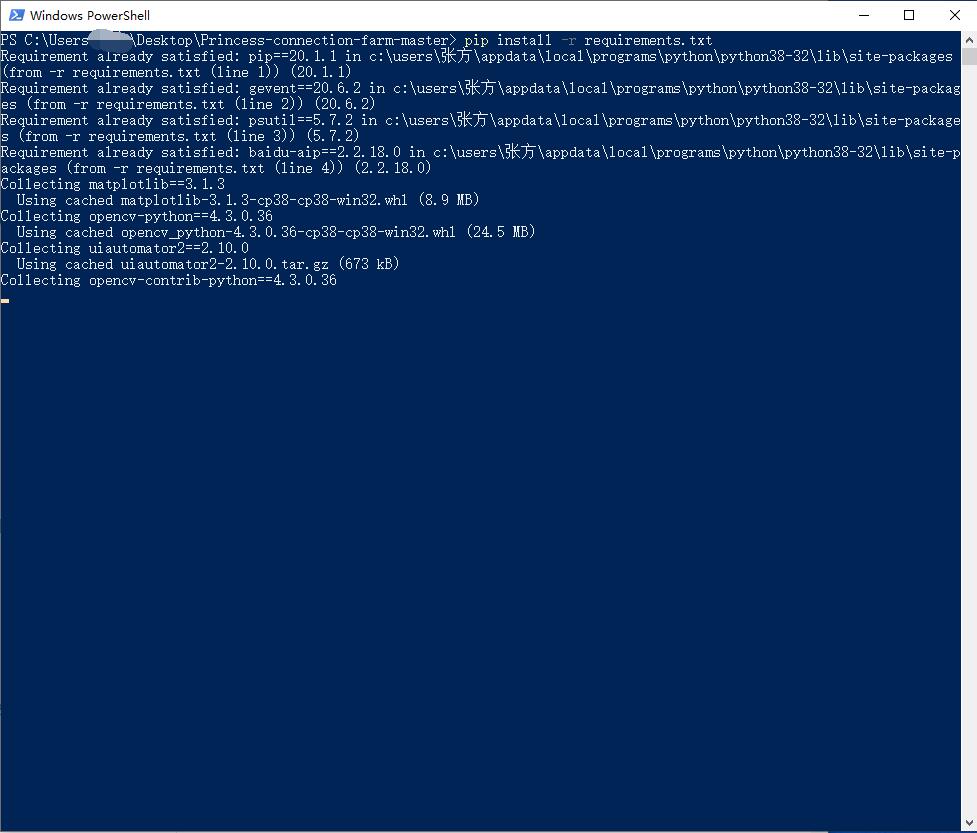 Windows PowerShell
PS C:\Users \Desktop\Princess-connection-farm-master> pip install -r requirements.txt
Requirement already satisfied: pip==20.1.1 in c:\users\张方\appdata\local\programs\python\python38-32\lib\site-packages
(from -r requirements.txt (line 1)) (20.1.1)
Requirement already satisfied: gevent==20.6.2 in c:\users\张方\appdata\local\programs\python\python38-32\lib\site-packag
es (from -r requirements.txt (line 2)) (20.6.2)
Requirement already satisfied: psutil==5.7.2 in c:\users\张方\appdata\local\programs\python\python38-32\lib\site-package
s (from -r requirements.txt (line 3)) (5.7.2)
Requirement already satisfied: baidu-aip==2.2.18.0 in c:\users\张方\appdata\local\programs\python\python38-32\lib\site-p
ackages (from -r requirements.txt (line 4)) (2.2.18.0)
Collecting matplotlib==3.1.3
Using cached matplotlib-3.1.3-cp38-cp38-win32.whl (8.9 MB)
Collecting opencv-python==4.3.0.36
Using cached opencv_python-4.3.0.36-cp38-cp38-win32.whl (24.5 MB)
Collecting uiautomator2==2.10.0
Using cached uiautomator2-2.10.0.tar.gz (673 kB)
Collecting opencv-contrib-python==4.3.0.36